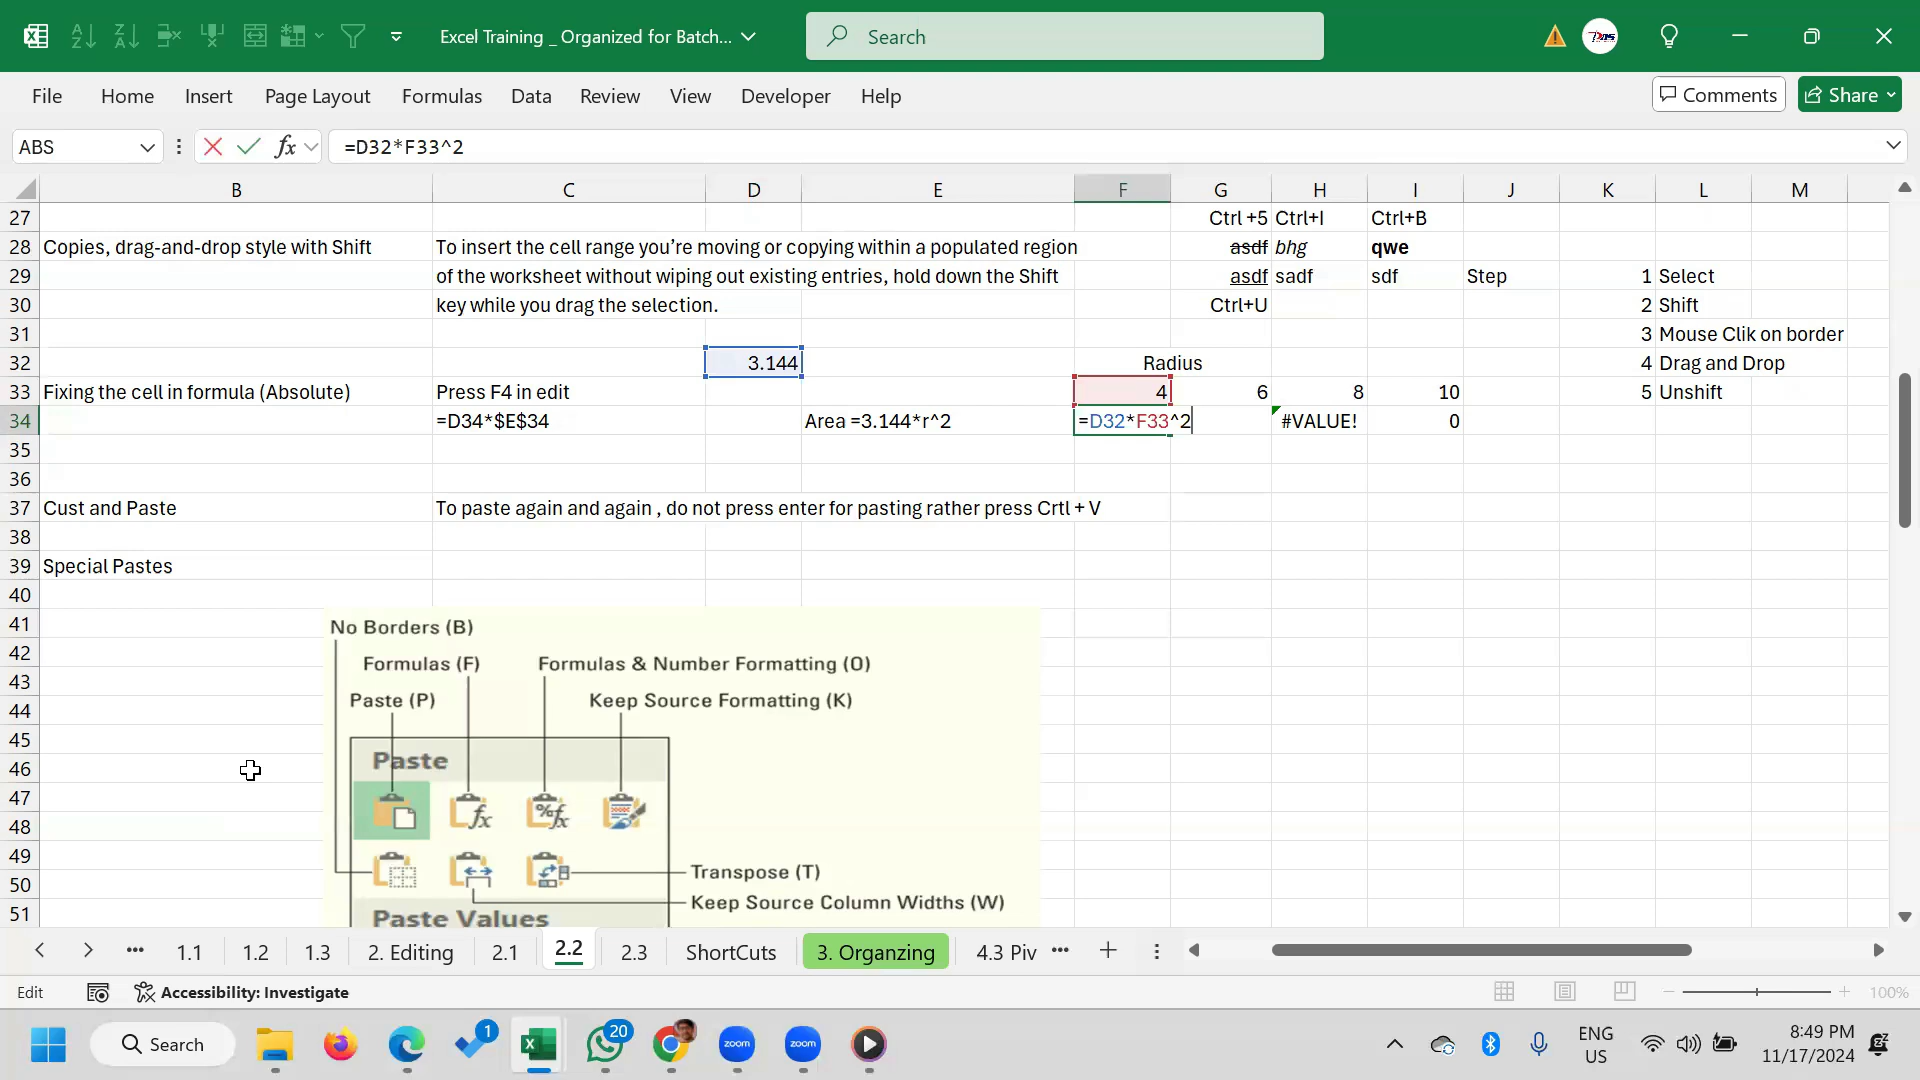 Excel Training _ Organized for Batch...
Search
File Home Insert Page Layout Formulas Data Review View Developer Help
Comments
Share
ABS
fx
=D32*F33^2
B C D E F G H I J K L M
27 Ctrl +5 Ctrl+I Ctrl+B
28 Copies, drag-and-drop style with Shift To insert the cell range you’re moving or copying within a populated region asdf bhg qwe
29 of the worksheet without wiping out existing entries, hold down the Shift asdf sadf sdf Step 1 Select
30 key while you drag the selection. Ctrl+U 2 Shift
31 3 Mouse Clik on border
32 3.144 Radius 4 Drag and Drop
33 Fixing the cell in formula (Absolute) Press F4 in edit 4 6 8 10 5 Unshift
34 =D34*$E$34 Area =3.144*r^2 =D32*F33^2 #VALUE! 0
35
36
37 Cust and Paste To paste again and again , do not press enter for pasting rather press Crtl + V
38
39 Special Pastes
40
41 No Borders (B)
42
43 Formulas (F) Formulas & Number Formatting (O)
44 Paste (P) Keep Source Formatting (K)
45
46 Paste
47
48
49
50 Transpose (T)
51 Keep Source Column Widths (W)
Paste Values
1.1 1.2 1.3 2. Editing 2.1 2.2 2.3 ShortCuts 3. Organzing 4.3 Piv
Edit
Accessibility: Investigate
100%
Search
1
20
zoom
zoom
ENG
US
8:49 PM
11/17/2024